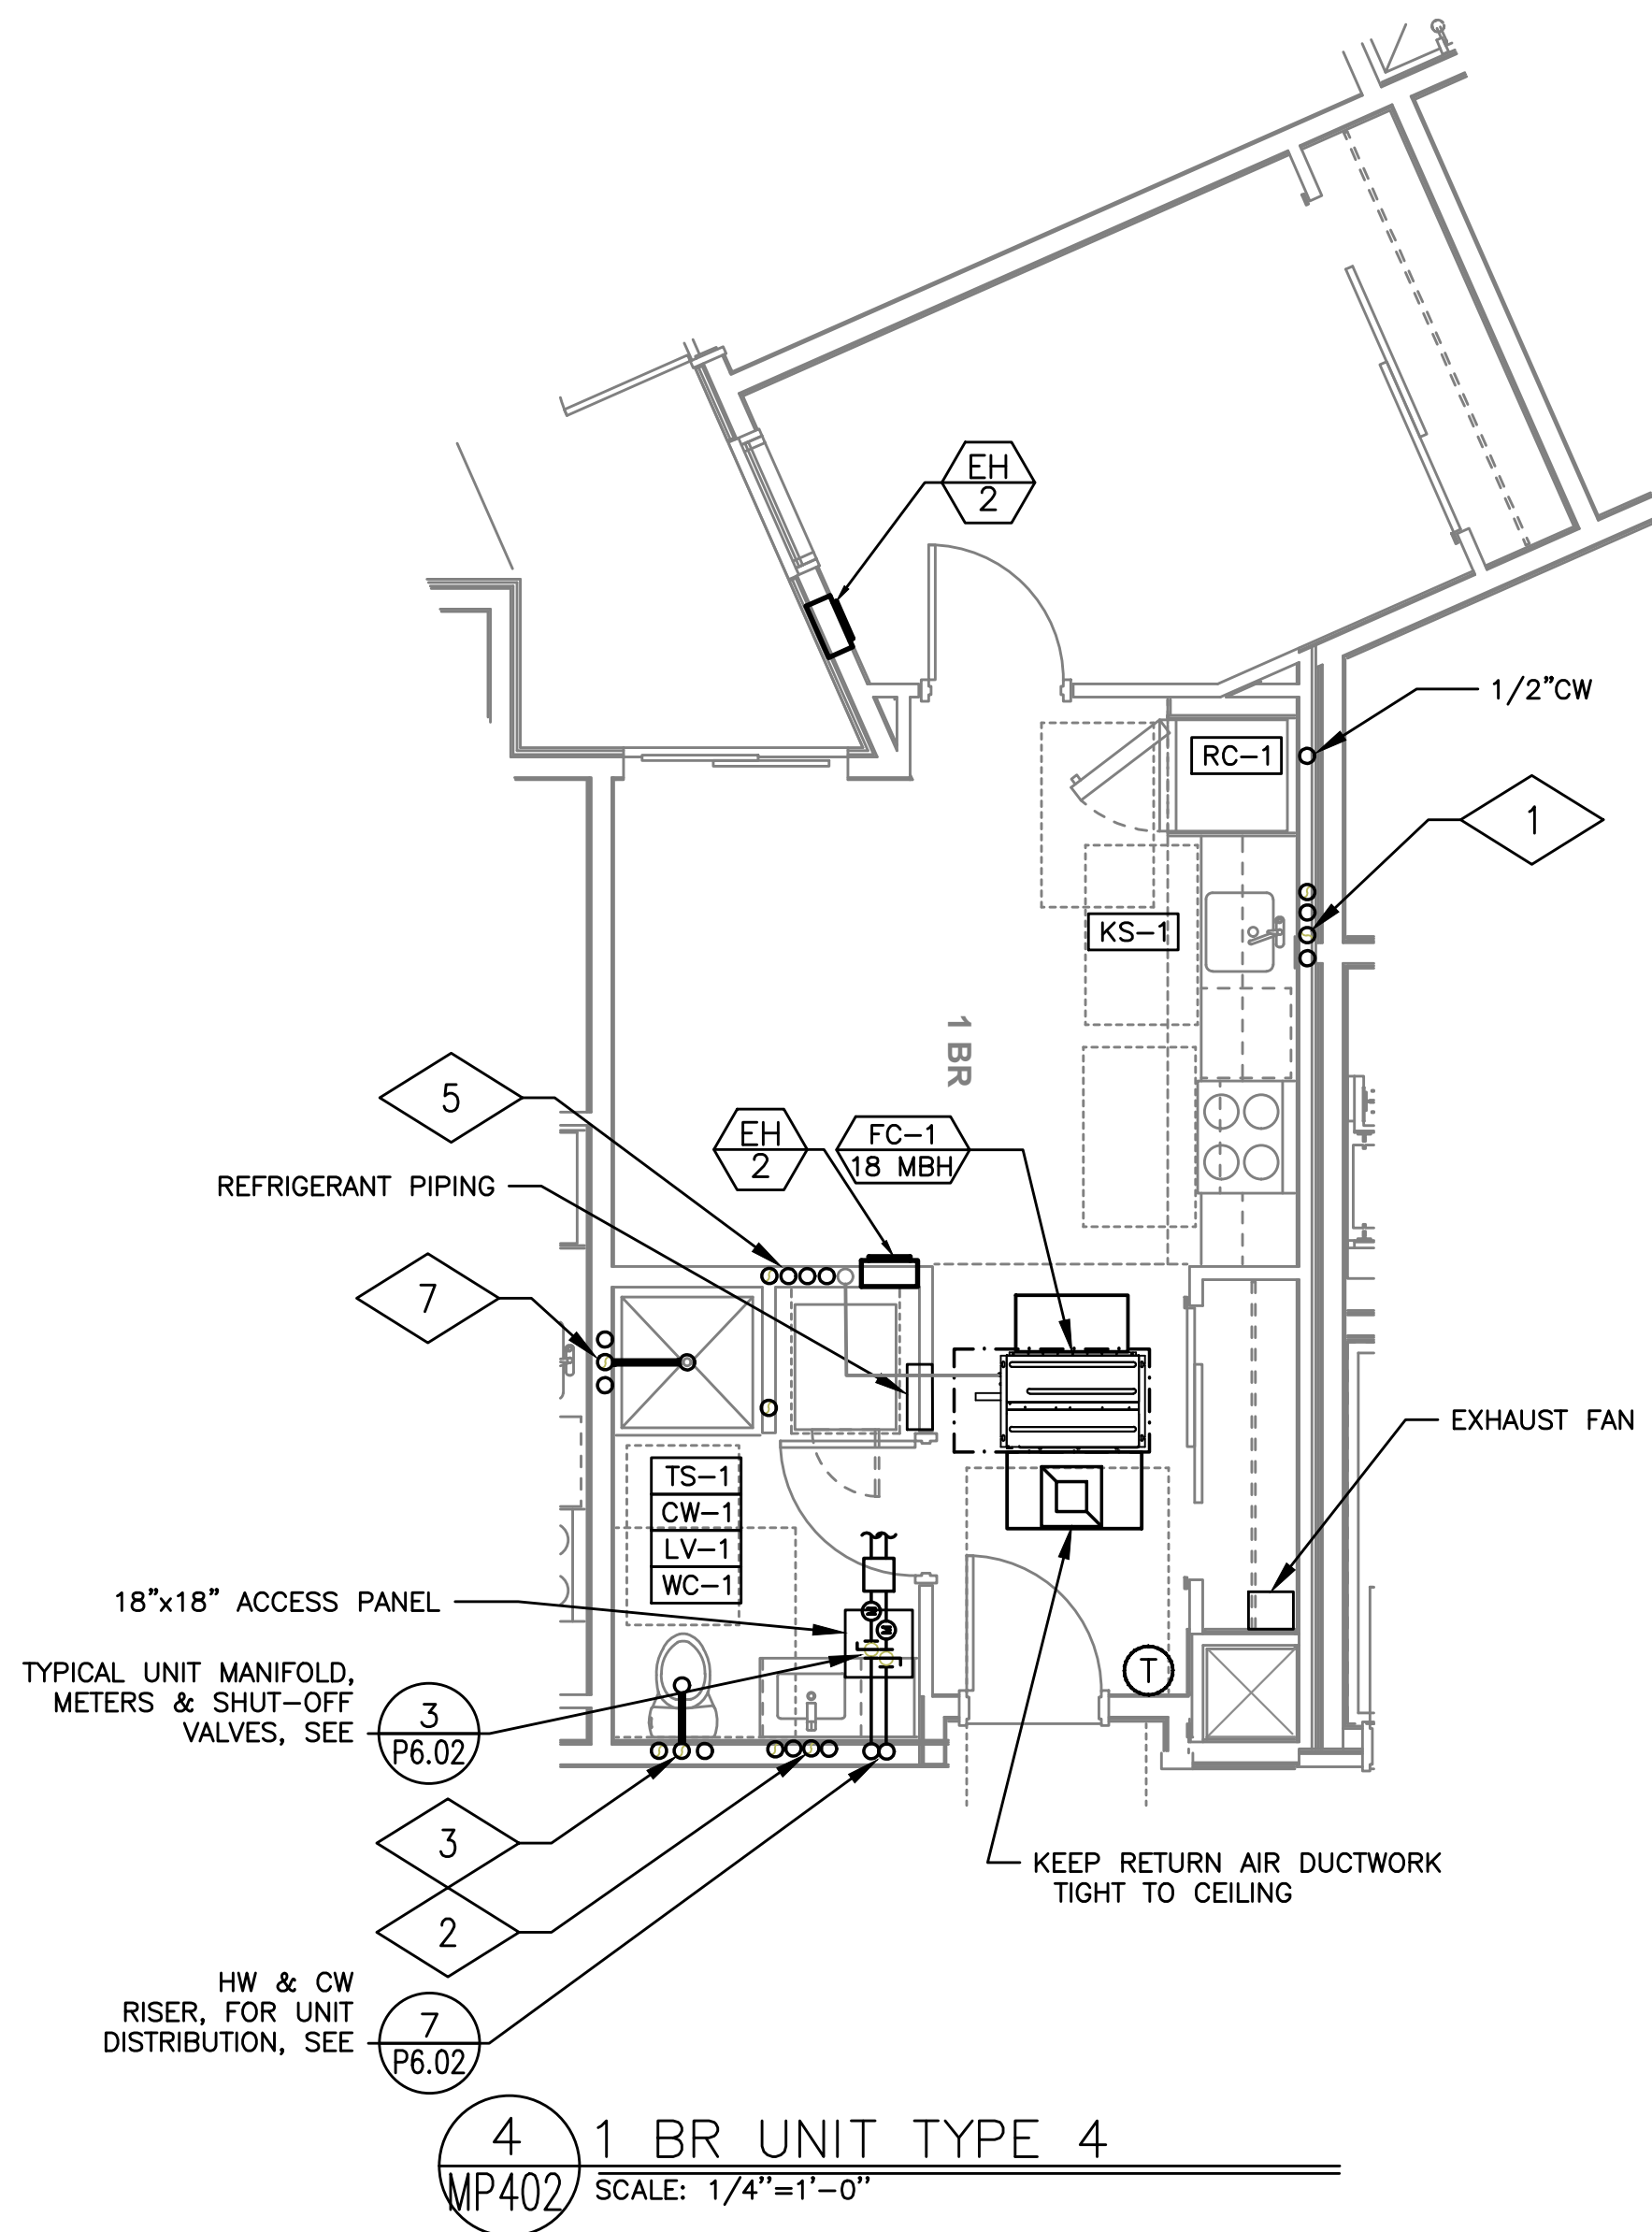 EH
2
1/2"CW
RC-1
1
KS-1
1 BR
5
EH
2
FC-1
18 MBH
REFRIGERANT PIPING
7
EXHAUST FAN
TS-1
CW-1
LV-1
WC-1
18"x18" ACCESS PANEL
M
M
TYPICAL UNIT MANIFOLD,
METERS & SHUT-OFF
VALVES, SEE
3
P6.02
T
3
KEEP RETURN AIR DUCTWORK
TIGHT TO CEILING
2
HW & CW
RISER, FOR UNIT
DISTRIBUTION, SEE
7
P6.02
4
MP402
1 BR UNIT TYPE 4
SCALE: 1/4"=1'-0"